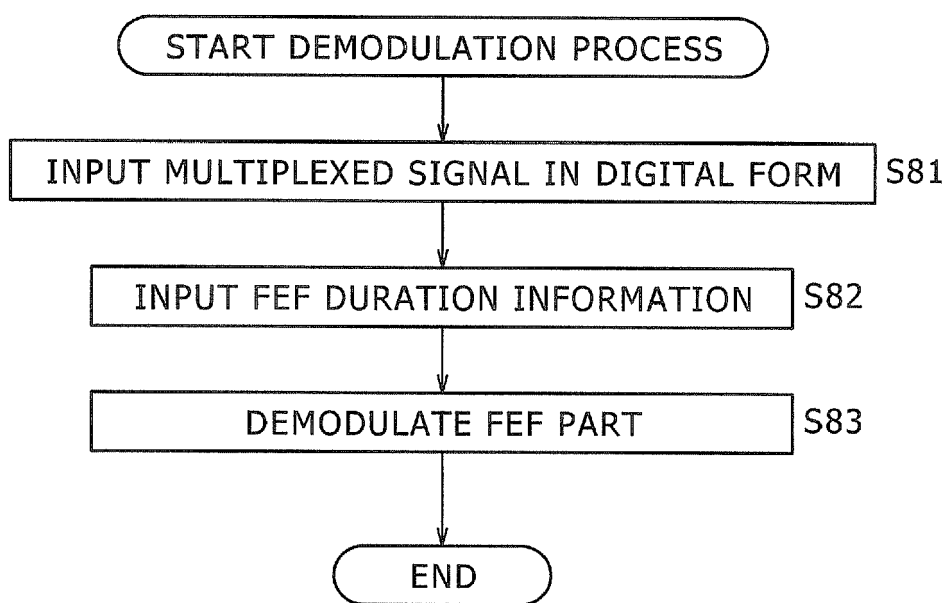 START DEMODULATION PROCESS
INPUT MULTIPLEXED SIGNAL IN DIGITAL FORM S81
INPUT FEF DURATION INFORMATION S82
DEMODULATE FEF PART S83
END